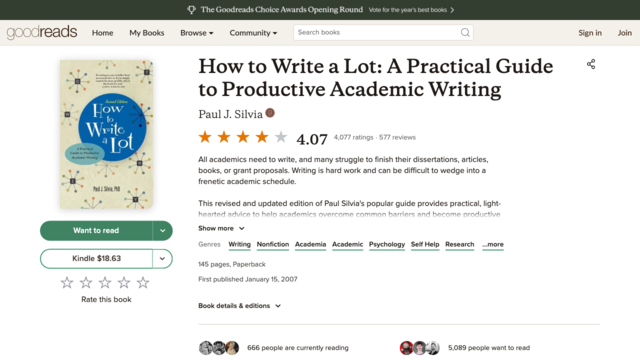 The Goodreads Choice Awards Opening Round Vote for the year's best books
goodreads Home My Books Browse Community Search books Sign in Join
How to Write a Lot: A Practical Guide
to Productive Academic Writing
Paul J. Silvia
4.07 4,077 ratings · 577 reviews
All academics need to write, and many struggle to finish their dissertations, articles,
books, or grant proposals. Writing is hard work and can be difficult to wedge into a
frenetic academic schedule.
This revised and updated edition of Paul Silvia's popular guide provides practical, light-
hearted advice to help academics overcome common barriers and become productive
Show more
Genres Writing Nonfiction Academia Academic Psychology Self Help Research ...more
145 pages, Paperback
First published January 15, 2007
Book details & editions
666 people are currently reading
5,089 people want to read
Revised Edition
How to
Write
a Lot
Paul J. Silvia, PhD
Want to read
Kindle $18.63
Rate this book